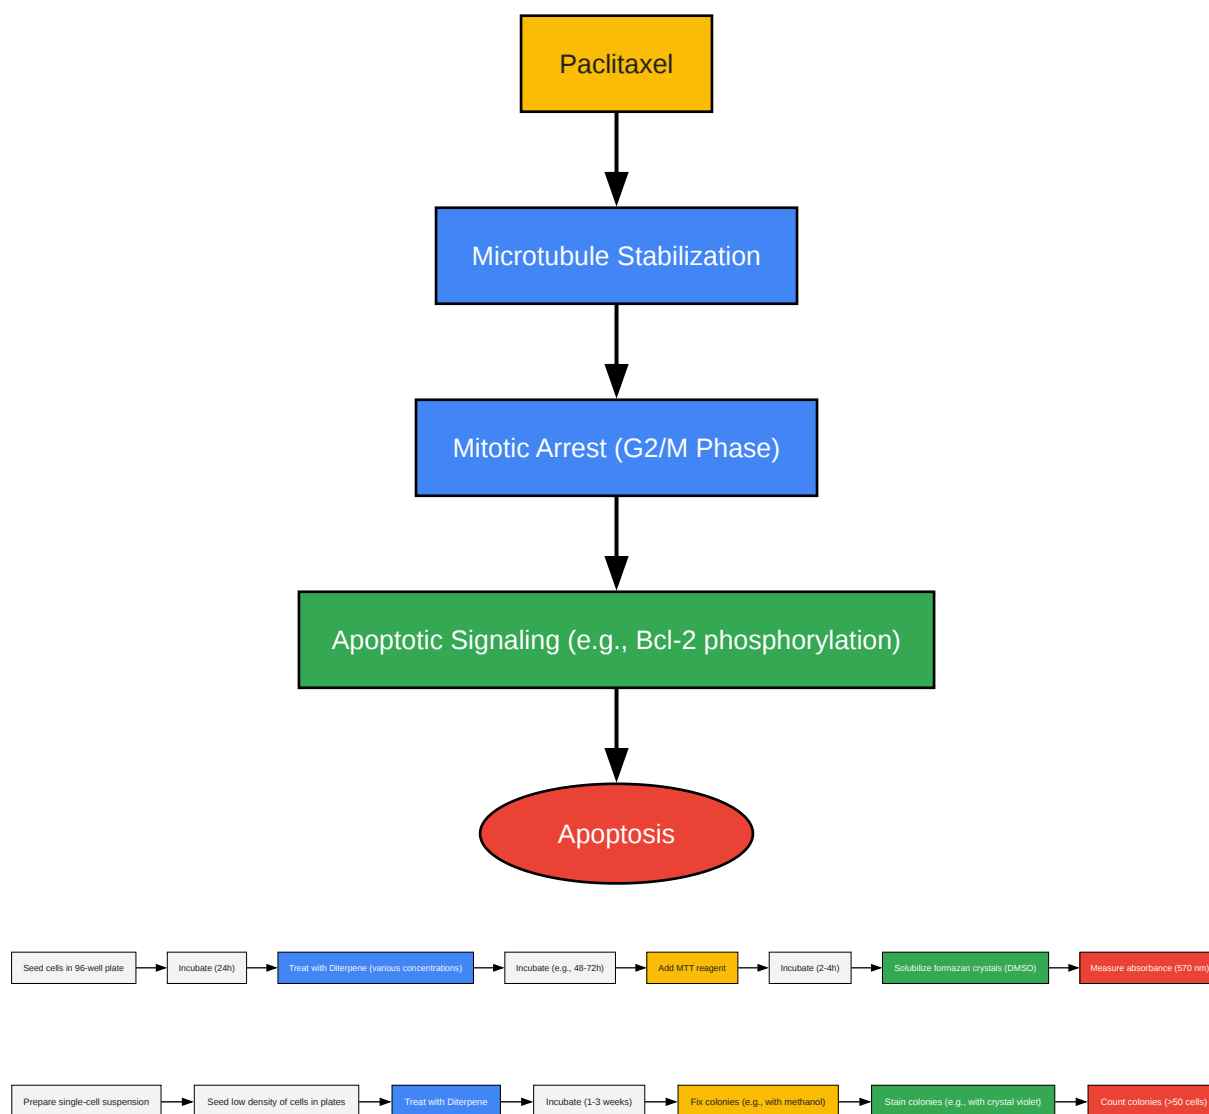 Paclitaxel
Microtubule Stabilization
Mitotic Arrest (G2/M Phase)
Apoptotic Signaling (e.g., Bcl-2 phosphorylation)
Apoptosis
Seed cells in 96-well plate
Incubate (24h)
Treat with Diterpene (various concentrations)
Incubate (e.g., 48-72h)
Add MTT reagent
Incubate (2-4h)
Solubilize formazan crystals (DMSO)
Measure absorbance (570 nm)
Prepare single-cell suspension
Seed low density of cells in plates
Treat with Diterpene
Incubate (1-3 weeks)
Fix colonies (e.g., with methanol)
Stain colonies (e.g., with crystal violet)
Count colonies (>50 cells)